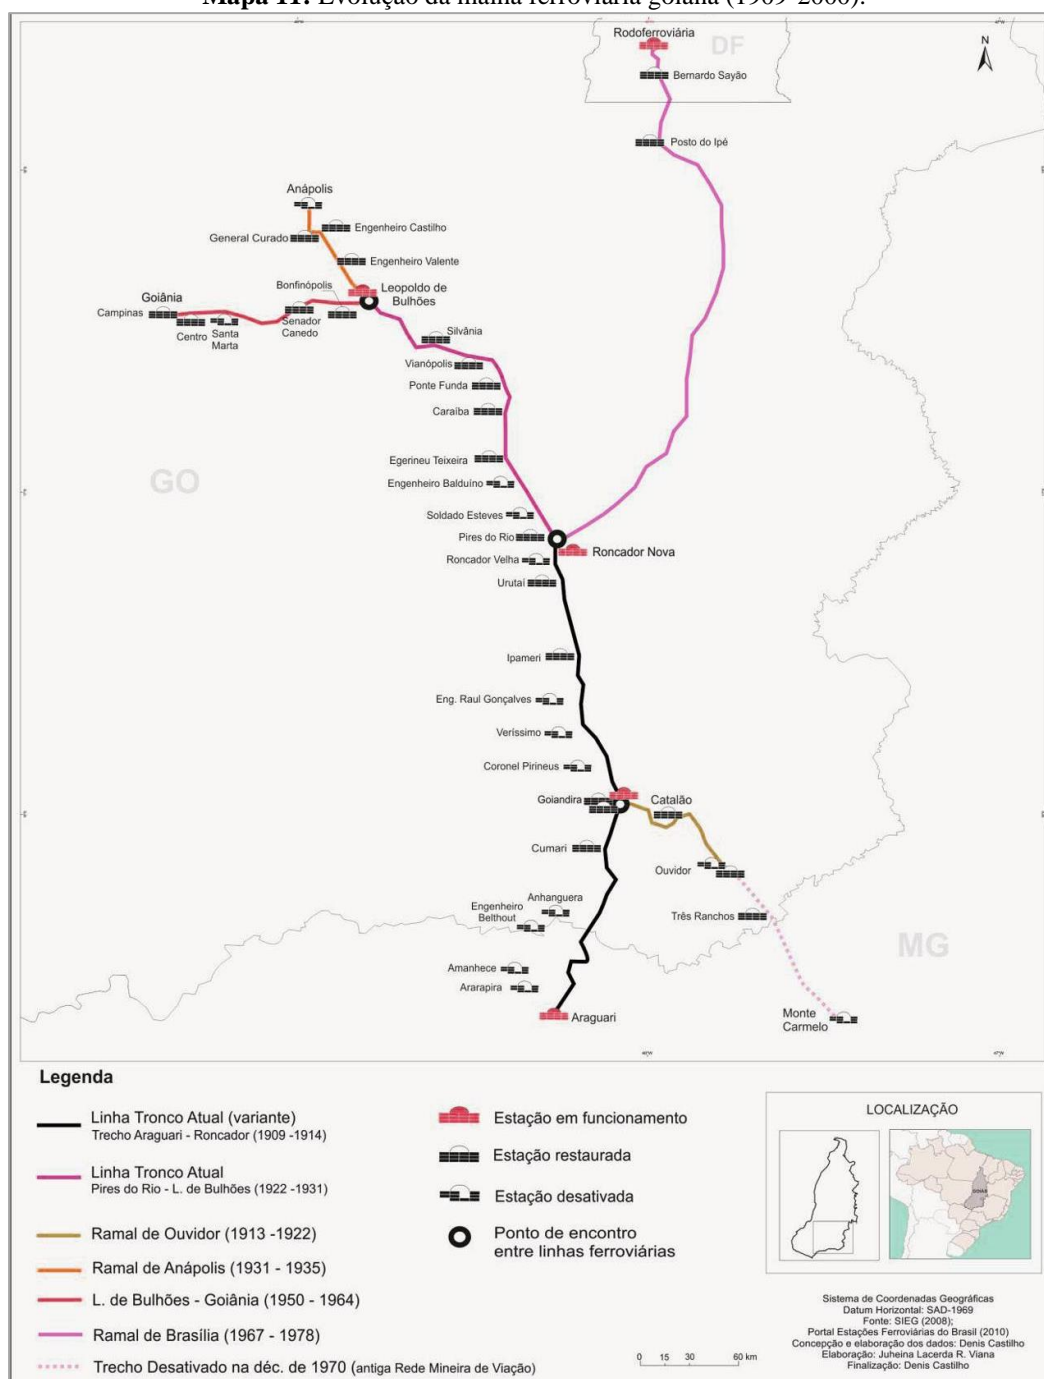 Mapa 11: Evolução da malha ferroviária goiana (1909-2000).
Rodoferroviária
DF
N
Bernardo Sayão
Posto do Ipê
Anápolis
Engenheiro Castilho
General Curado
Engenheiro Valente
Bonfinópolis
Leopoldo de
Bulhões
Goiânia
Campinas
Centro
Santa
Marta
Senador
Canedo
Silvânia
Vianópolis
Ponte Funda
Caraíba
Egerineu Teixeira
GO
Engenheiro Balduíno
Soldado Esteves
Pires do Rio
Roncador Nova
Roncador Velha
Urutaí
Ipameri
Eng. Raul Gonçalves
Veríssimo
Coronel Pirineus
Goiandira
Catalão
Cumari
Ouvidor
Anhanguera
Engenheiro
Belthout
Três Ranchos
MG
Amanhece
Ararapira
Araguari
Monte
Carmelo
Legenda
Linha Tronco Atual (variante)
Trecho Araguari - Roncador (1909 -1914)
Linha Tronco Atual
Pires do Rio - L. de Bulhões (1922 -1931)
Ramal de Ouvidor (1913 -1922)
Ramal de Anápolis (1931 - 1935)
L. de Bulhões - Goiânia (1950 - 1964)
Ramal de Brasília (1967 - 1978)
Trecho Desativado na déc. de 1970 (antiga Rede Mineira de Viação)
Estação em funcionamento
Estação restaurada
Estação desativada
Ponto de encontro
entre linhas ferroviárias
0 15 30 60 km
LOCALIZAÇÃO
GOIÁS
Sistema de Coordenadas Geográficas
Datum Horizontal: SAD-1969
Fonte: SIEG (2008);
Portal Estações Ferroviárias do Brasil (2010)
Concepção e elaboração dos dados: Denis Castilho
Elaboração: Juheina Lacerda R. Viana
Finalização: Denis Castilho